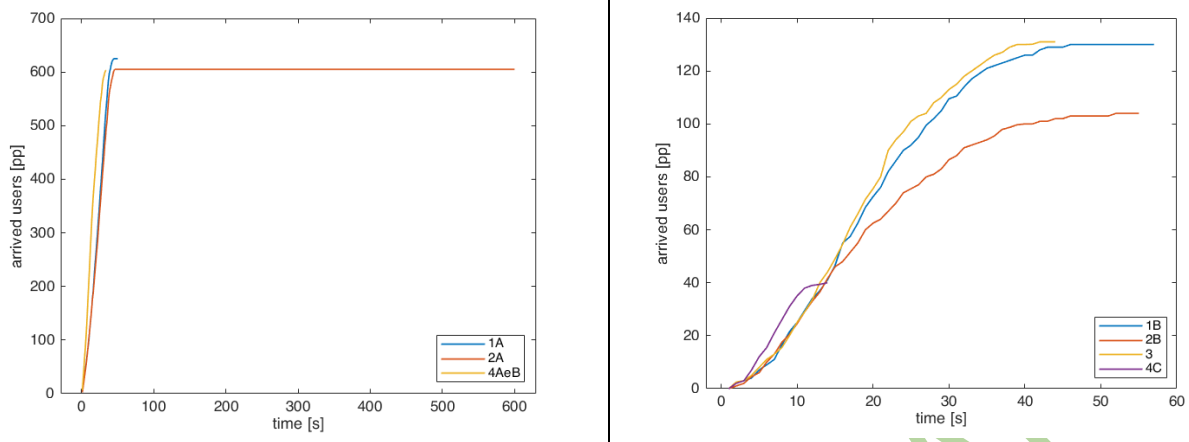 700
600
500
400
300
200
100
0
arrived users [pp]
0 100 200 300 400 500 600
time [s]
1A
2A
4AeB
140
120
100
80
60
40
20
0
arrived users [pp]
0 10 20 30 40 50 60
time [s]
1B
2B
3
4C